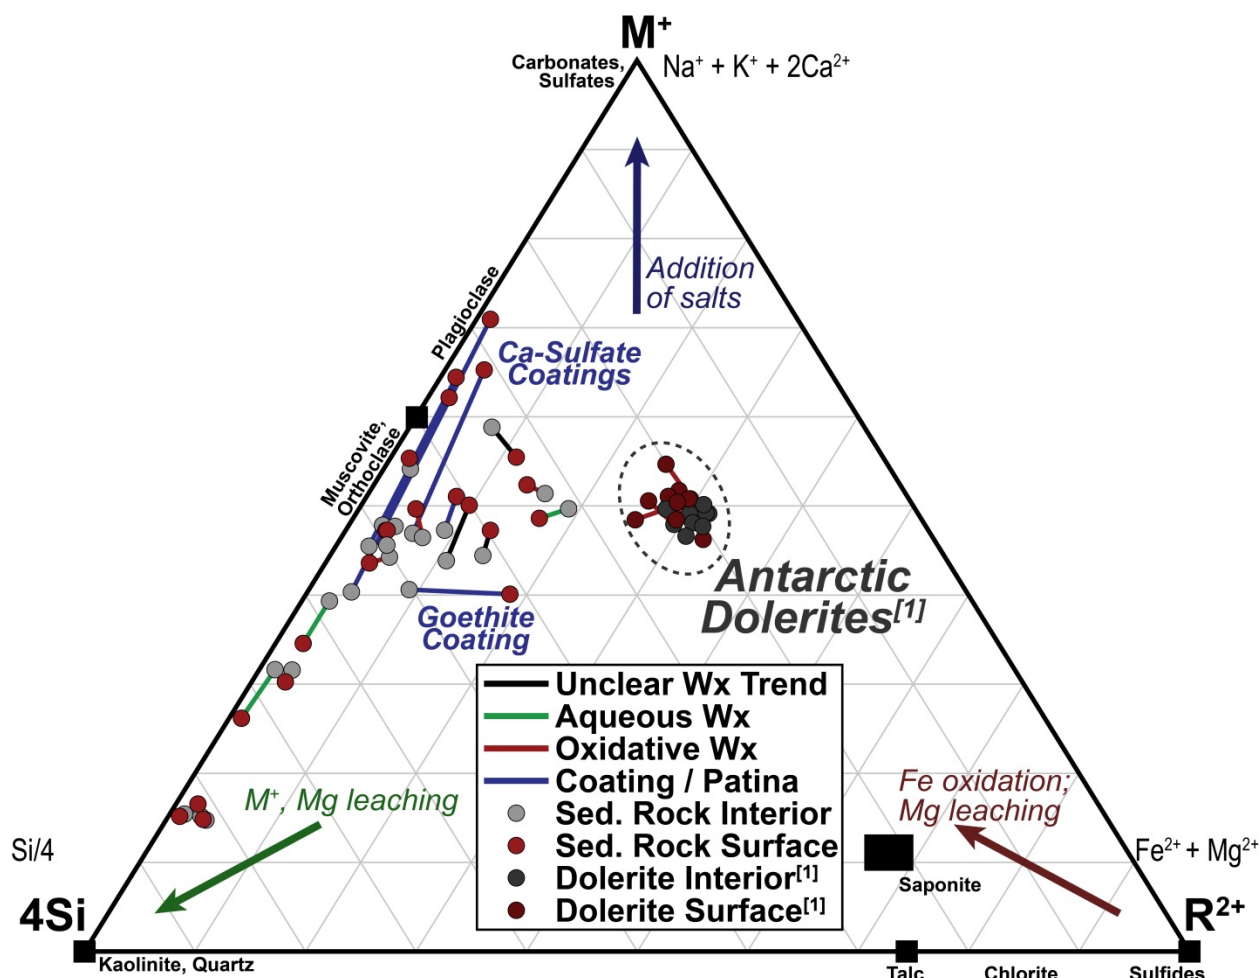 M⁺
Carbonates,
Sulfates
Na⁺ + K⁺ + 2Ca²⁺
Addition
of salts
Plagioclase
Ca-Sulfate
Coatings
Muscovite,
Orthoclase
Antarctic
Dolerites[1]
Goethite
Coating
Unclear Wx Trend
Aqueous Wx
Oxidative Wx
Coating / Patina
Sed. Rock Interior
Sed. Rock Surface
Dolerite Interior[1]
Dolerite Surface[1]
M⁺, Mg leaching
Fe oxidation;
Mg leaching
Si/4
Fe²⁺ + Mg²⁺
Saponite
4Si
R²⁺
Kaolinite, Quartz
Talc
Chlorite
Sulfides